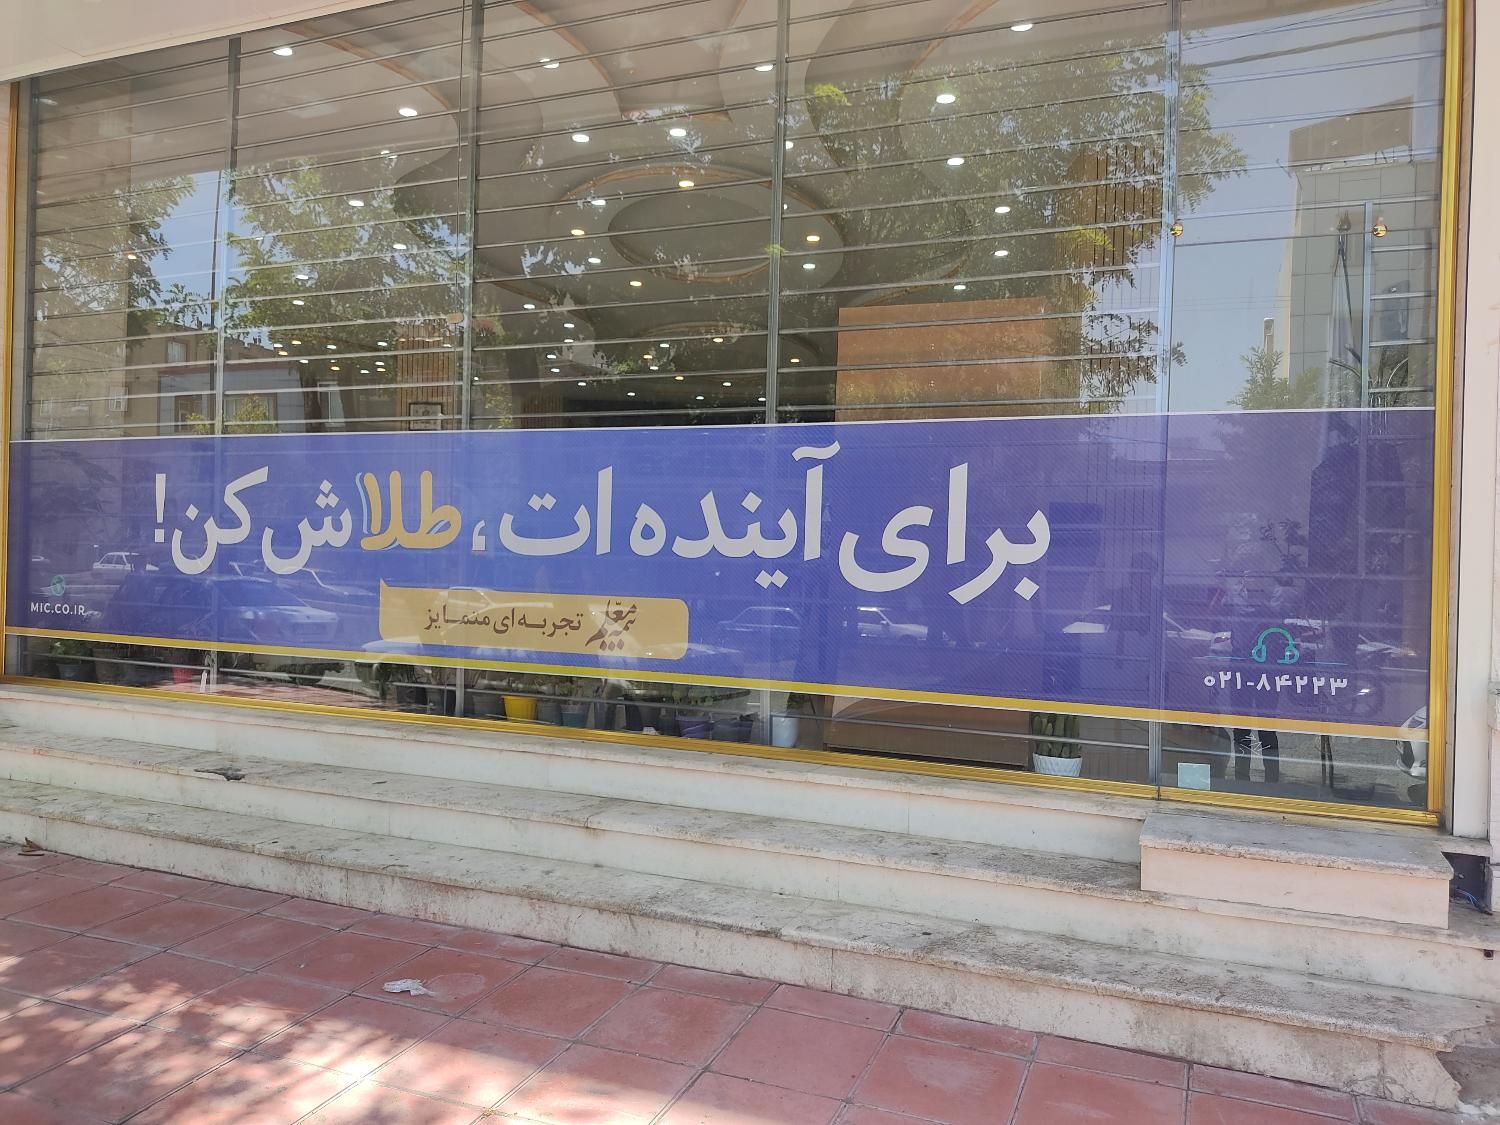 برای آینده ات، طلاش کن!
بیمه معلم تجربه‌ای متمایز
MIC.CO.IR
۰۲۱-۸۴۲۲۳